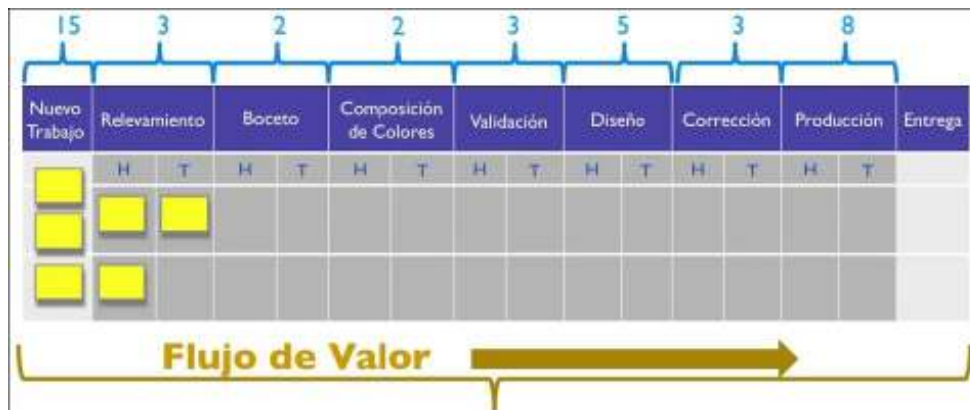 15 3 2 2 3 5 3 8
Nuevo Trabajo Relevamiento Boceto Composición de Colores Validación Diseño Corrección Producción Entrega
H T H T H T H T H T H T H T
Flujo de Valor